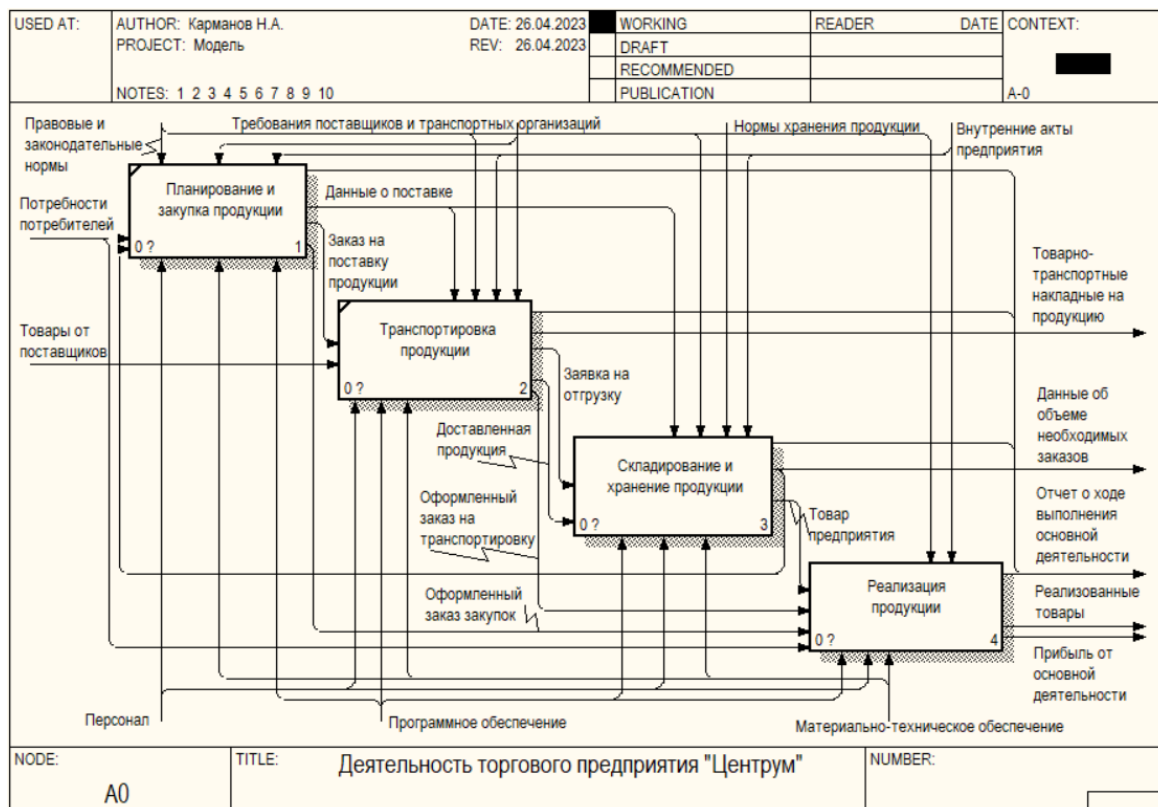 USED AT:
AUTHOR: Карманов Н.А.
DATE: 26.04.2023
PROJECT: Модель
REV: 26.04.2023
NOTES: 1 2 3 4 5 6 7 8 9 10
WORKING
DRAFT
RECOMMENDED
PUBLICATION
READER
DATE
CONTEXT:
A-0
Правовые и
законодательные
нормы
Требования поставщиков и транспортных организаций
Нормы хранения продукции
Внутренние акты
предприятия
Планирование и
закупка продукции
0 ?
1
Потребности
потребителей
Данные о поставке
Заказ на
поставку
продукции
Товарно-
транспортные
накладные на
продукцию
Товары от
поставщиков
Транспортировка
продукции
0 ?
2
Заявка на
отгрузку
Данные об
объеме
необходимых
заказов
Доставленная
продукция
Складирование и
хранение продукции
0 ?
3
Оформленный
заказ на
транспортировку
Товар
предприятия
Отчет о ходе
выполнения
основной
деятельности
Оформленный
заказ закупок
Реализация
продукции
0 ?
4
Реализованные
товары
Прибыль от
основной
деятельности
Персонал
Программное обеспечение
Материально-техническое обеспечение
NODE:
A0
TITLE:
Деятельность торгового предприятия "Центрум"
NUMBER: